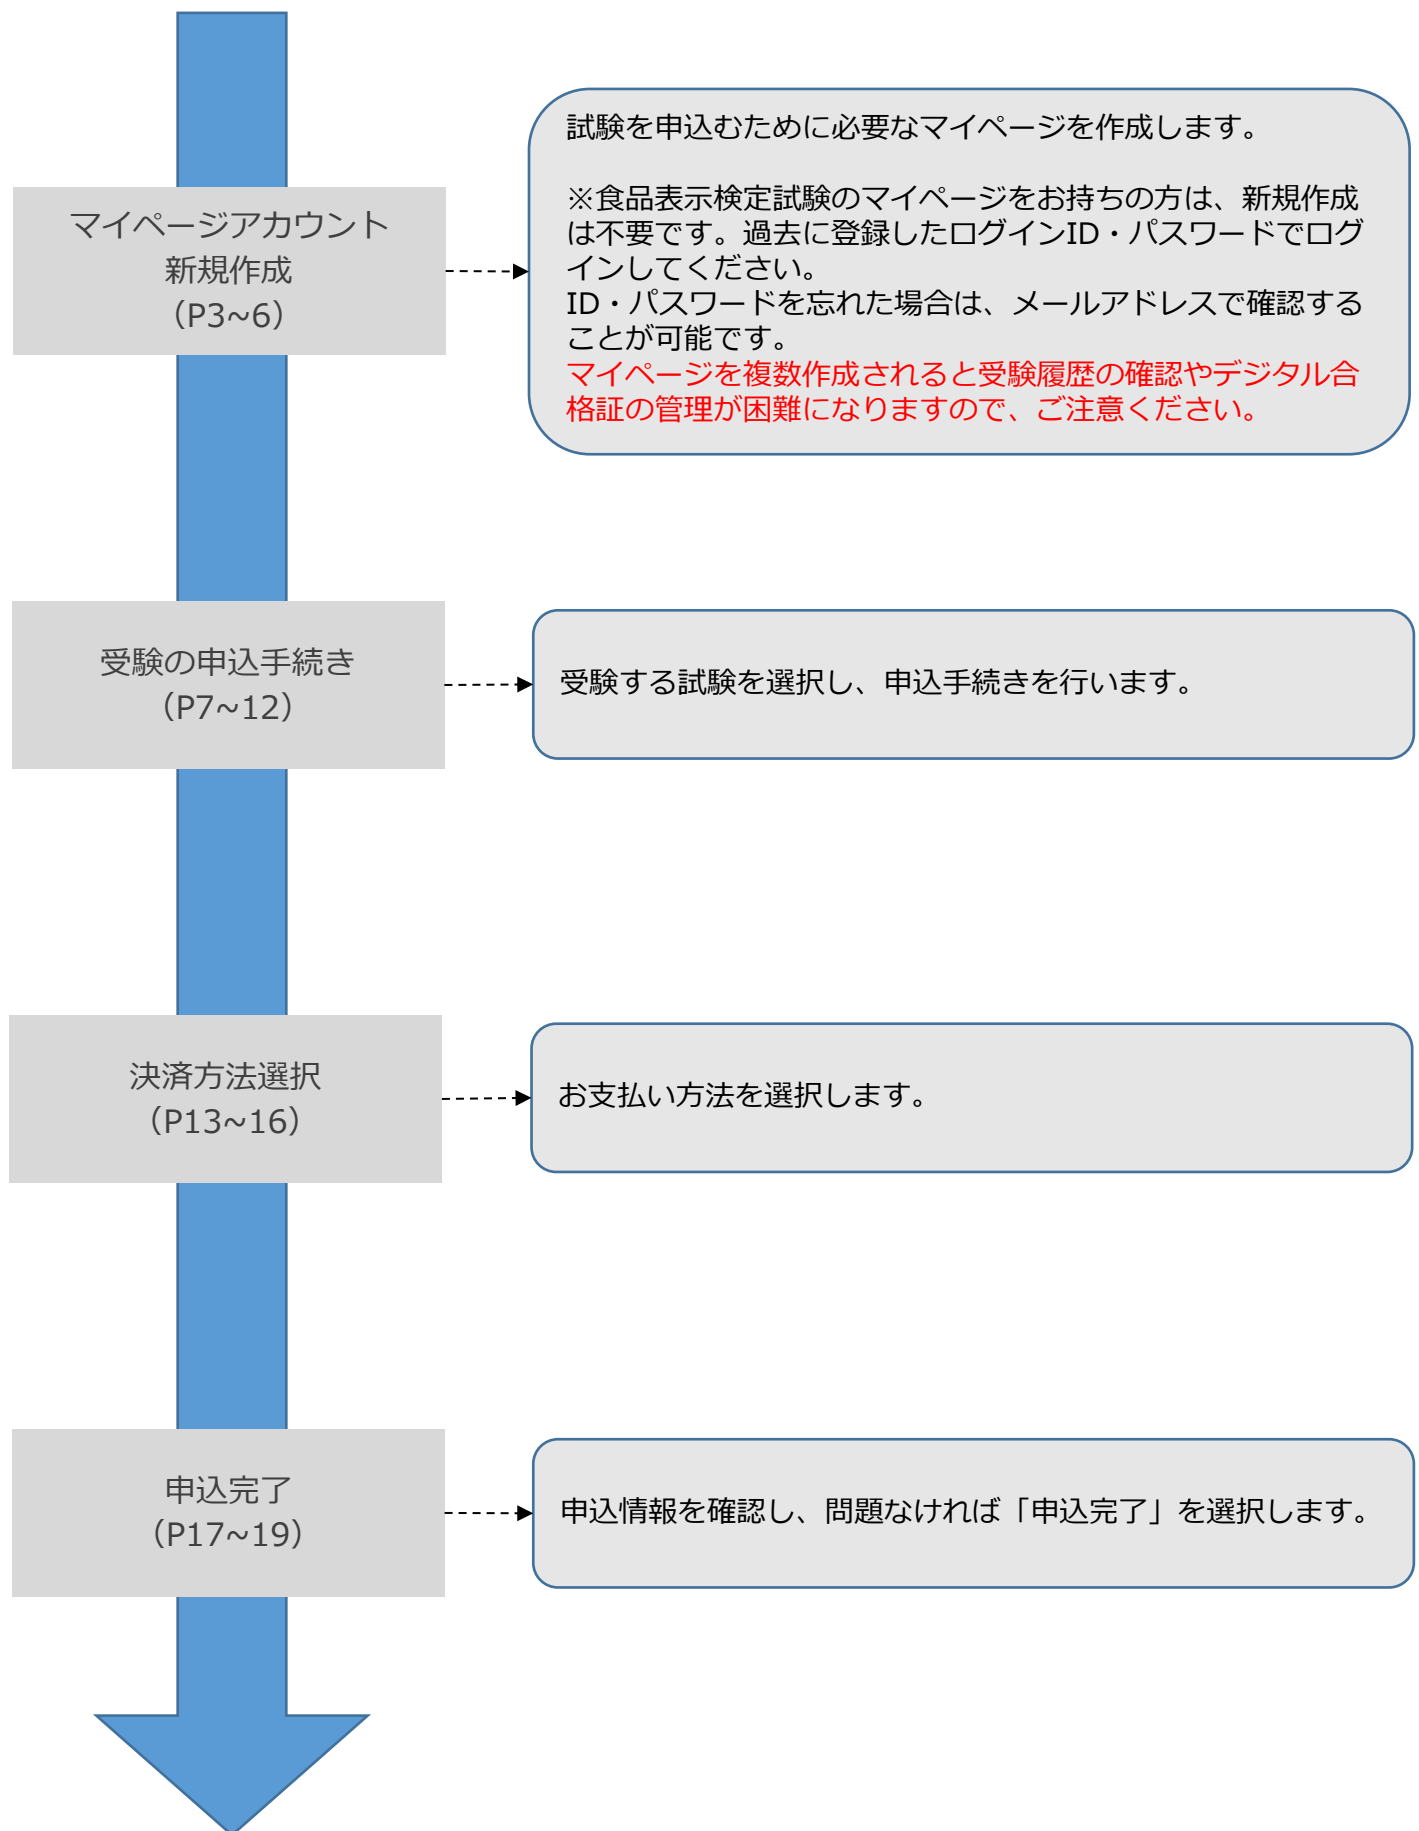 マイページアカウント
新規作成
（P3~6）
試験を申込むために必要なマイページを作成します。
※食品表示検定試験のマイページをお持ちの方は、新規作成
は不要です。過去に登録したログインID・パスワードでログ
インしてください。
ID・パスワードを忘れた場合は、メールアドレスで確認する
ことが可能です。
マイページを複数作成されると受験履歴の確認やデジタル合
格証の管理が困難になりますので、ご注意ください。
受験の申込手続き
（P7~12）
受験する試験を選択し、申込手続きを行います。
決済方法選択
（P13~16）
お支払い方法を選択します。
申込完了
（P17~19）
申込情報を確認し、問題なければ「申込完了」を選択します。